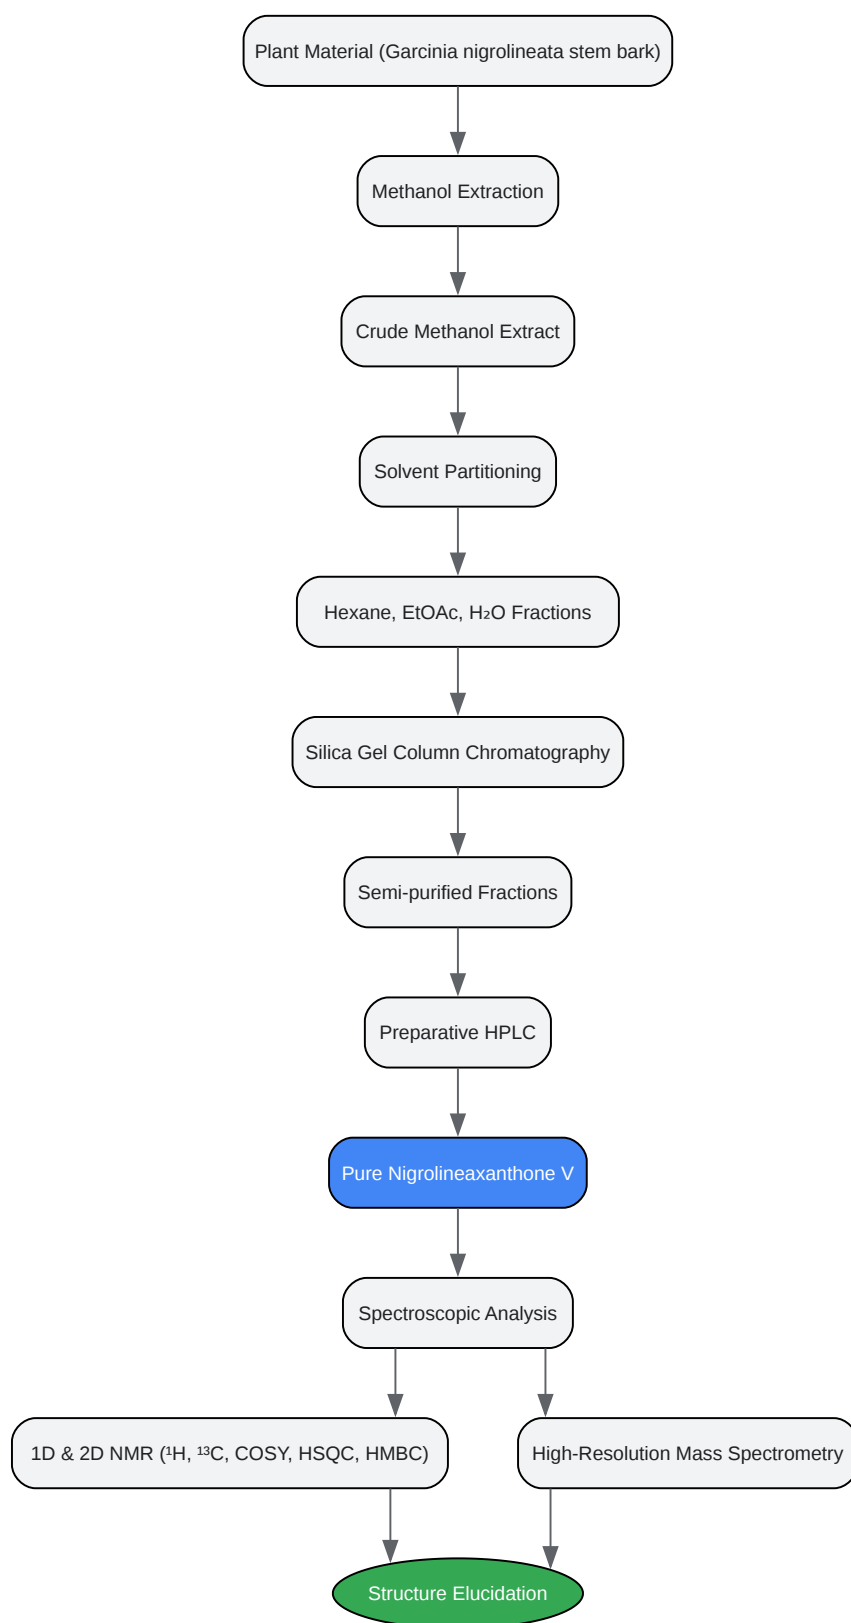 Plant Material (Garcinia nigrolineata stem bark)
Methanol Extraction
Crude Methanol Extract
Solvent Partitioning
Hexane, EtOAc, H₂O Fractions
Silica Gel Column Chromatography
Semi-purified Fractions
Preparative HPLC
Pure Nigrolineaxanthone V
Spectroscopic Analysis
1D & 2D NMR (¹H, ¹³C, COSY, HSQC, HMBC)
High-Resolution Mass Spectrometry
Structure Elucidation